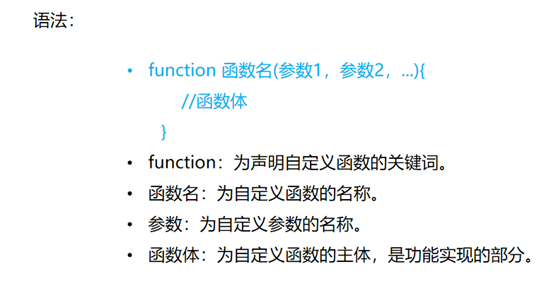 语法：
• function 函数名(参数1，参数2，...){
//函数体
}
• function：为声明自定义函数的关键词。
• 函数名：为自定义函数的名称。
• 参数：为自定义参数的名称。
• 函数体：为自定义函数的主体，是功能实现的部分。